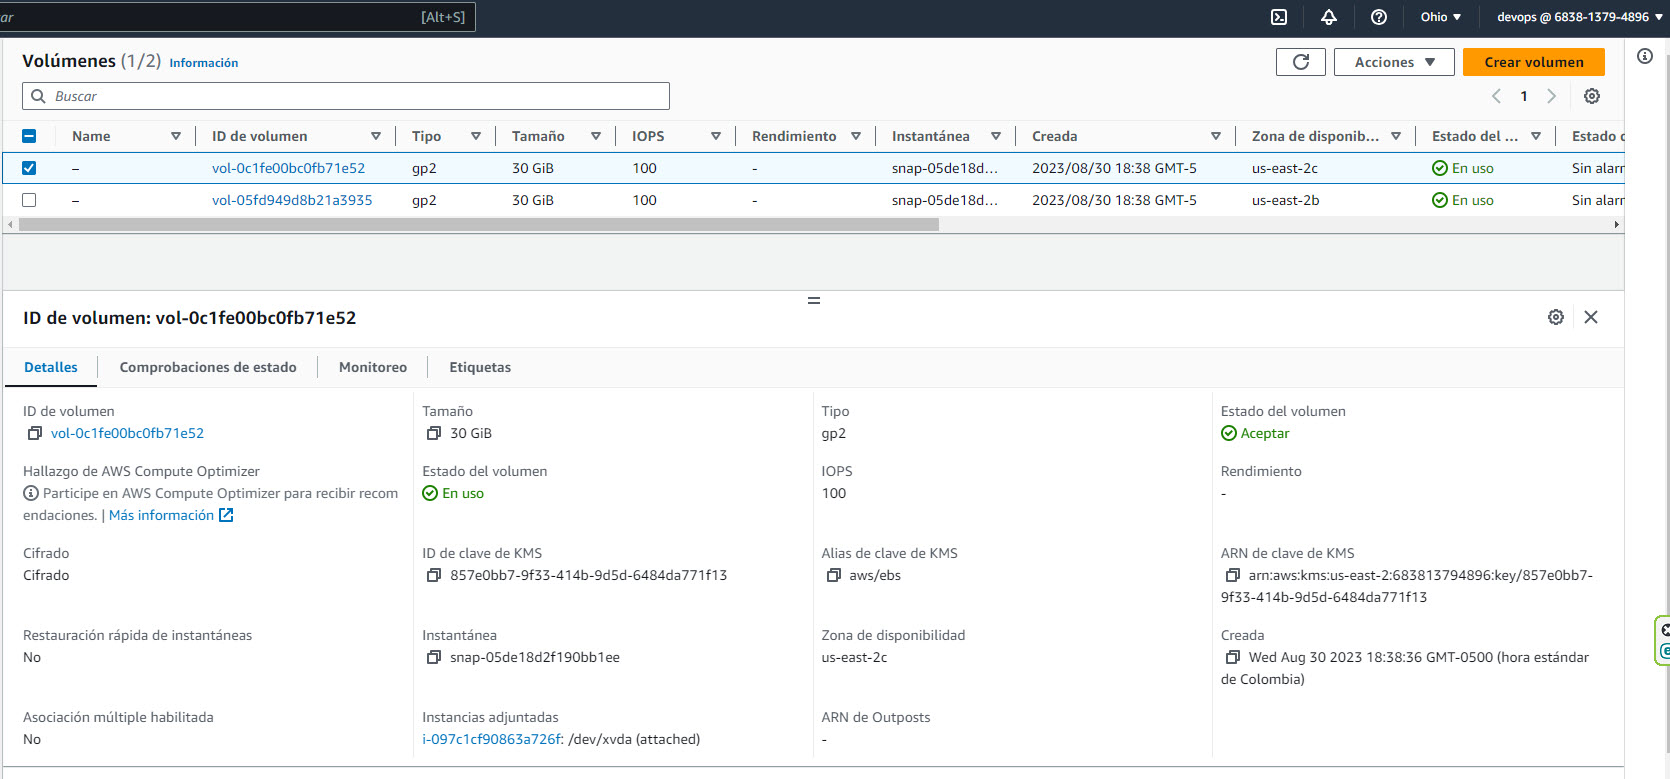 ar [Alt+S] Ohio devops @ 6838-1379-4896
Volúmenes (1/2) Información Acciones Crear volumen
Buscar 1
Name ID de volumen Tipo Tamaño IOPS Rendimiento Instantánea Creada Zona de disponib... Estado del ... Estado
– vol-0c1fe00bc0fb71e52 gp2 30 GiB 100 - snap-05de18d... 2023/08/30 18:38 GMT-5 us-east-2c En uso Sin alarr
– vol-05fd949d8b21a3935 gp2 30 GiB 100 - snap-05de18d... 2023/08/30 18:38 GMT-5 us-east-2b En uso Sin alarr
ID de volumen: vol-0c1fe00bc0fb71e52
Detalles Comprobaciones de estado Monitoreo Etiquetas
ID de volumen Tamaño Tipo Estado del volumen
vol-0c1fe00bc0fb71e52 30 GiB gp2 Aceptar
Hallazgo de AWS Compute Optimizer Estado del volumen IOPS Rendimiento
Participe en AWS Compute Optimizer para recibir recom En uso 100 -
endaciones. | Más información
Cifrado ID de clave de KMS Alias de clave de KMS ARN de clave de KMS
Cifrado 857e0bb7-9f33-414b-9d5d-6484da771f13 aws/ebs arn:aws:kms:us-east-2:683813794896:key/857e0bb7-
9f33-414b-9d5d-6484da771f13
Restauración rápida de instantáneas Instantánea Zona de disponibilidad Creada
No snap-05de18d2f190bb1ee us-east-2c Wed Aug 30 2023 18:38:36 GMT-0500 (hora estándar
de Colombia)
Asociación múltiple habilitada Instancias adjuntadas ARN de Outposts
No i-097c1cf90863a726f: /dev/xvda (attached) -